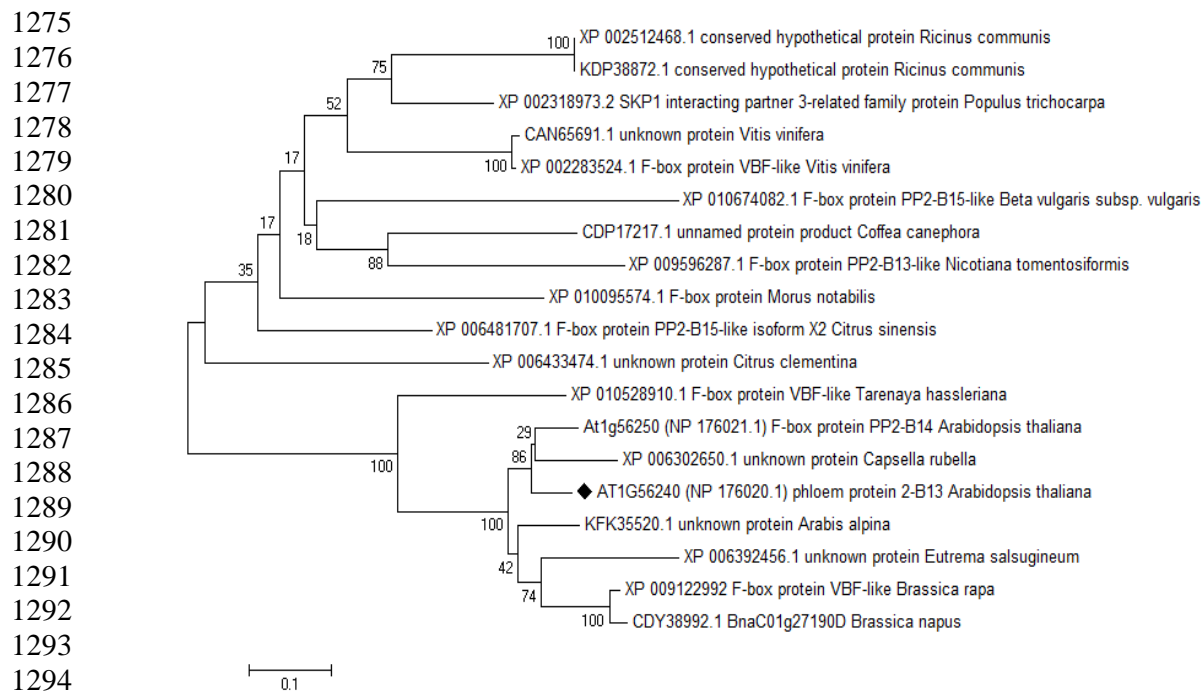 1275
1276
1277
1278
1279
1280
1281
1282
1283
1284
1285
1286
1287
1288
1289
1290
1291
1292
1293
1294
XP 002512468.1 conserved hypothetical protein Ricinus communis
100
KDP38872.1 conserved hypothetical protein Ricinus communis
75
XP 002318973.2 SKP1 interacting partner 3-related family protein Populus trichocarpa
52
CAN65691.1 unknown protein Vitis vinifera
100
XP 002283524.1 F-box protein VBF-like Vitis vinifera
17
XP 010674082.1 F-box protein PP2-B15-like Beta vulgaris subsp. vulgaris
17
18
CDP17217.1 unnamed protein product Coffea canephora
88
XP 009596287.1 F-box protein PP2-B13-like Nicotiana tomentosiformis
35
XP 010095574.1 F-box protein Morus notabilis
XP 006481707.1 F-box protein PP2-B15-like isoform X2 Citrus sinensis
XP 006433474.1 unknown protein Citrus clementina
XP 010528910.1 F-box protein VBF-like Tarenaya hassleriana
100
29
At1g56250 (NP 176021.1) F-box protein PP2-B14 Arabidopsis thaliana
86
XP 006302650.1 unknown protein Capsella rubella
AT1G56240 (NP 176020.1) phloem protein 2-B13 Arabidopsis thaliana
100
KFK35520.1 unknown protein Arabis alpina
42
XP 006392456.1 unknown protein Eutrema salsugineum
74
XP 009122992 F-box protein VBF-like Brassica rapa
100
CDY38992.1 BnaC01g27190D Brassica napus
0.1